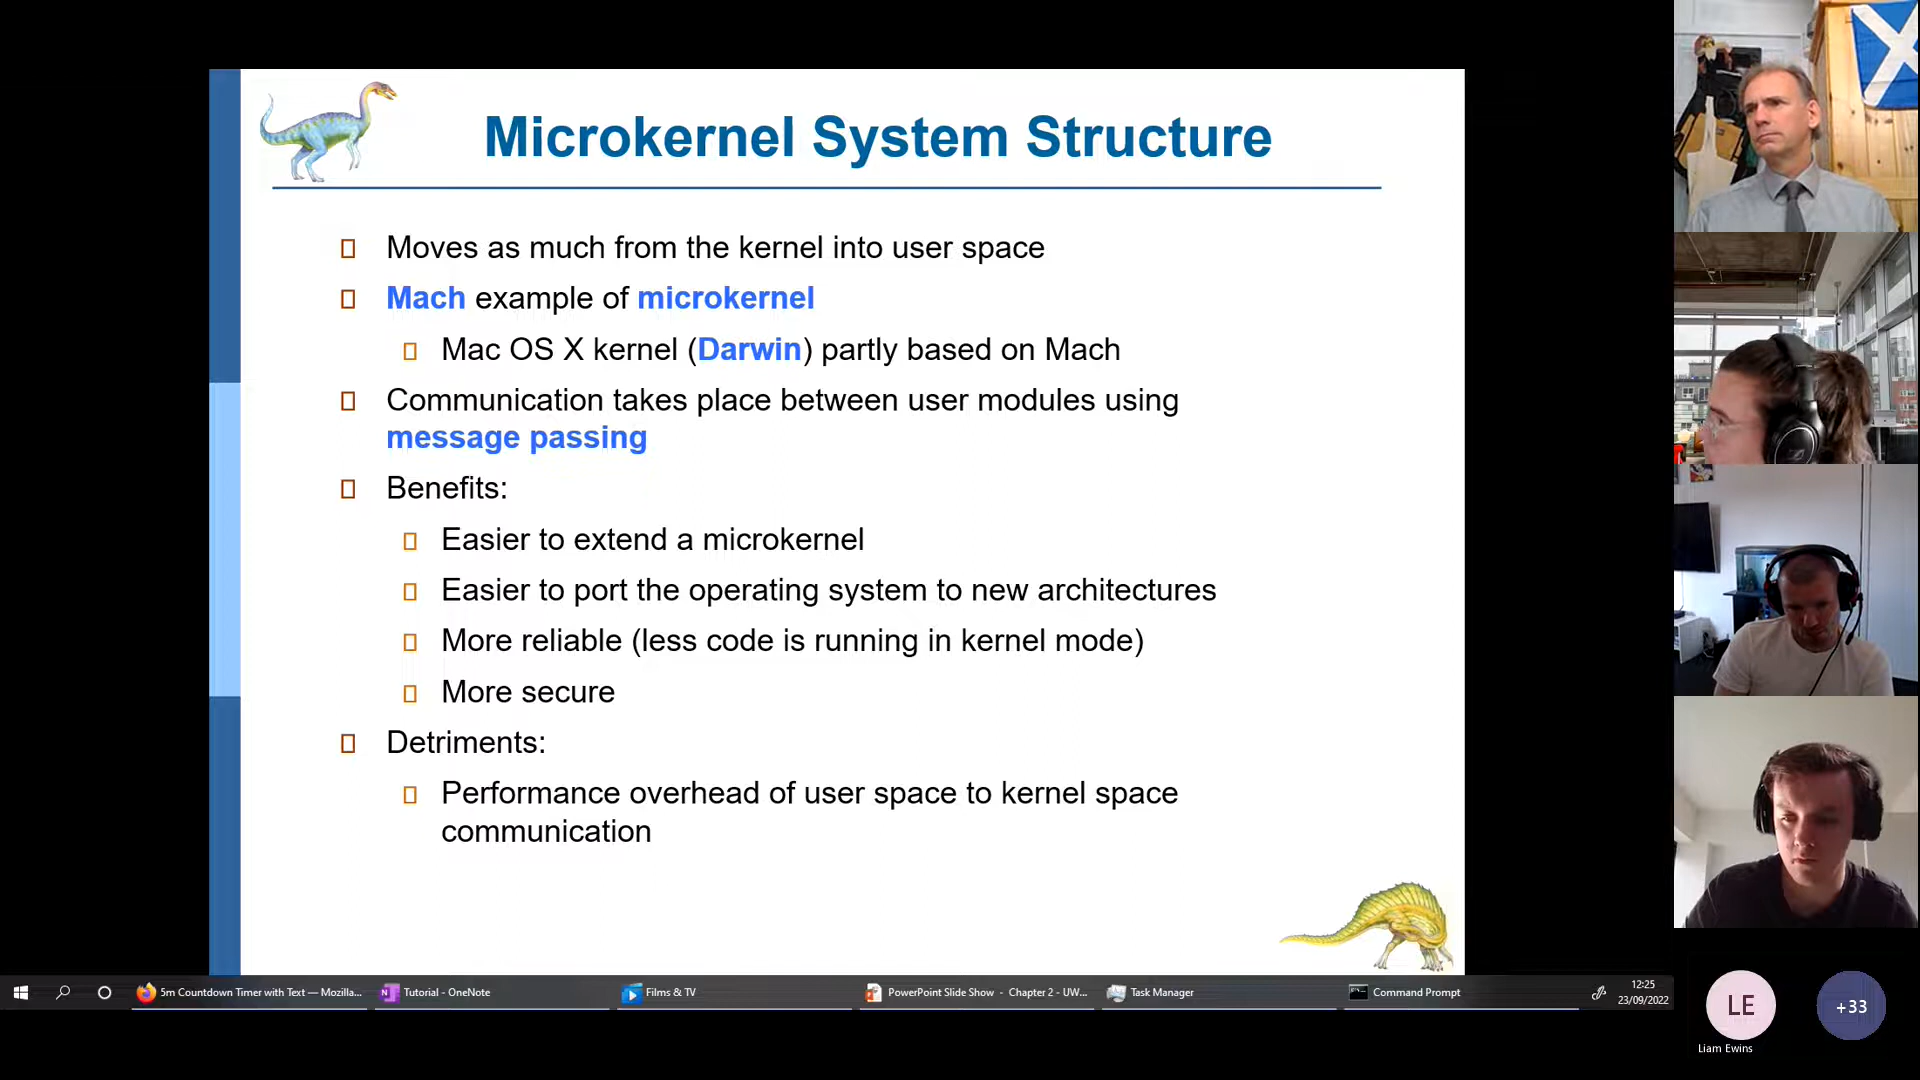 Microkernel System Structure
Moves as much from the kernel into user space
Mach example of microkernel
Mac OS X kernel (Darwin) partly based on Mach
Communication takes place between user modules using
message passing
Benefits:
Easier to extend a microkernel
Easier to port the operating system to new architectures
More reliable (less code is running in kernel mode)
More secure
Detriments:
Performance overhead of user space to kernel space
communication
5m Countdown Timer with Text — Mozilla...
Tutorial - OneNote
Films & TV
PowerPoint Slide Show - Chapter 2 - UW...
Task Manager
Command Prompt
12:25
23/09/2022
LE
+33
Liam Ewins